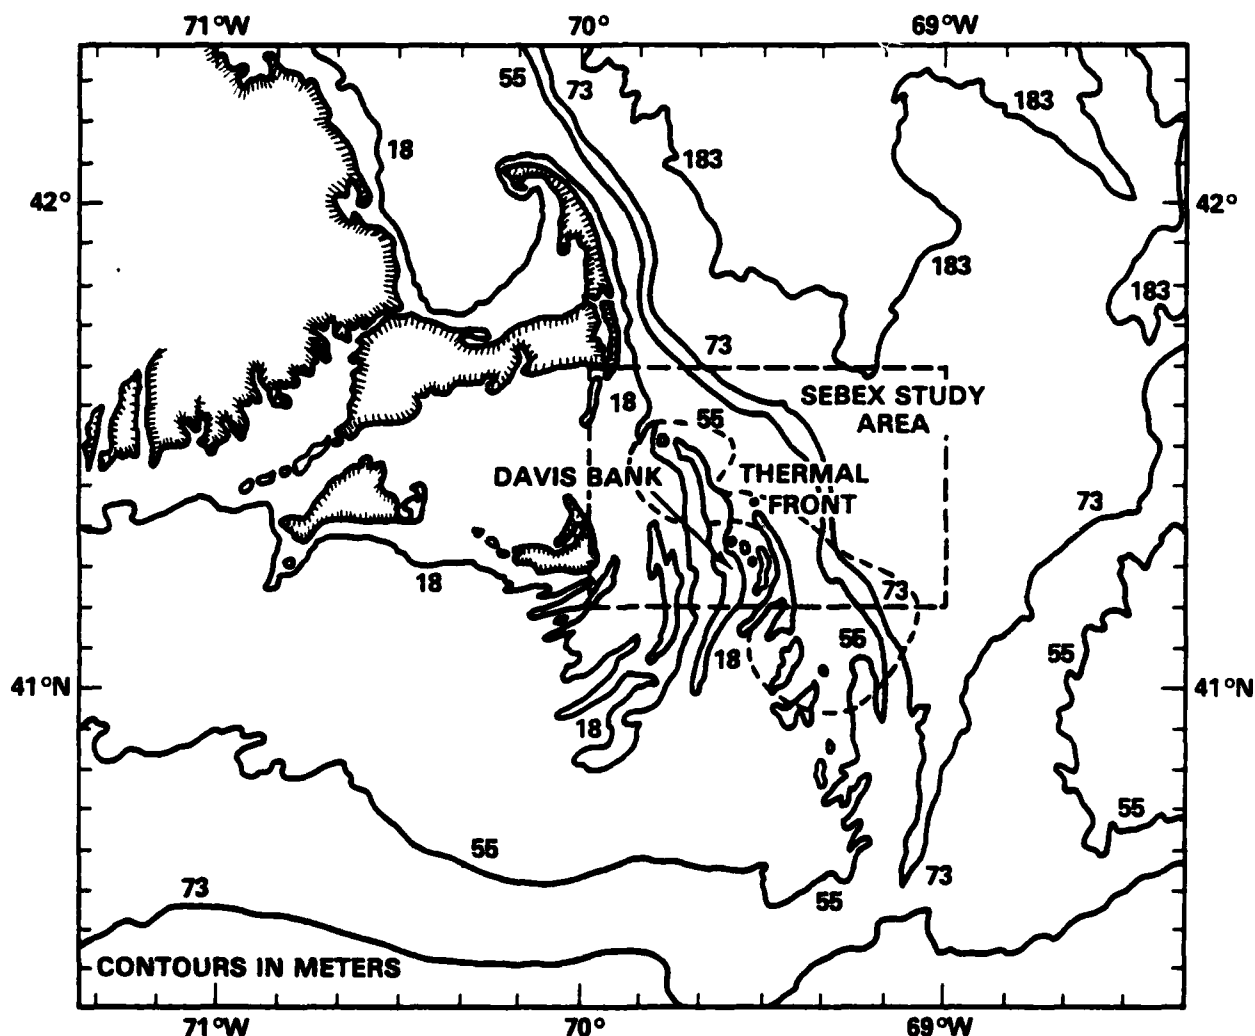 71°W 70° 69°W
55 73
183
18
183
42° 42°
183
183
73
SEBEX STUDY
AREA
18
55
DAVIS BANK
THERMAL
FRONT
73
18
73
55
18
55
41°N 41°N
18
55
55
73
73
55
CONTOURS IN METERS
71°W 70° 69°W